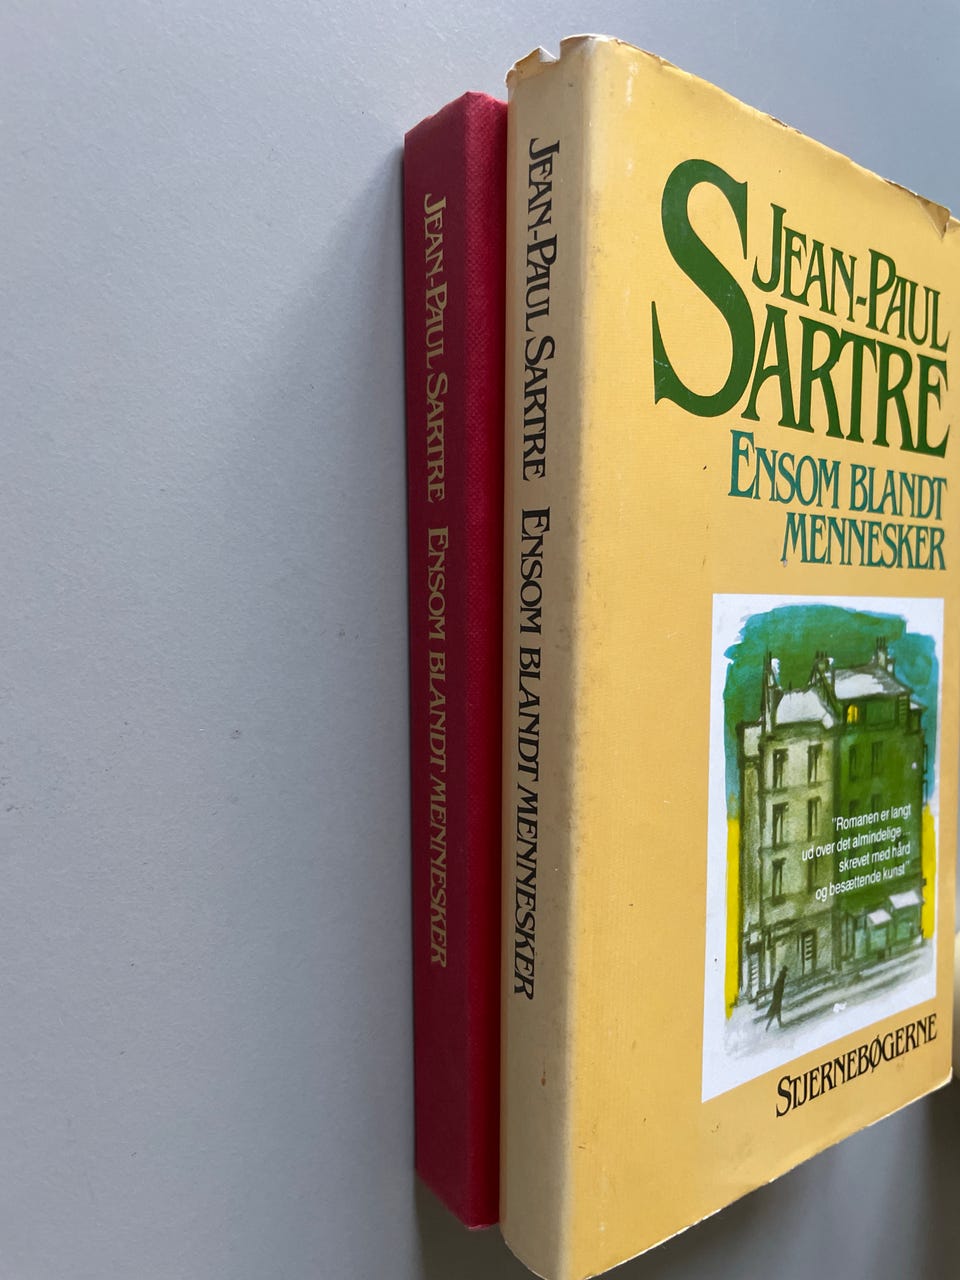 JEAN-PAUL SARTRE ENSOM BLANDT MENNESKER
JEAN-PAUL SARTRE ENSOM BLANDT MENNESKER
JEAN-PAUL
SARTRE
ENSOM BLANDT
MENNESKER
"Romanen er langt
ud over det almindelige ...
skrevet med hård
og besættende kunst"
STJERNEBØGERNE